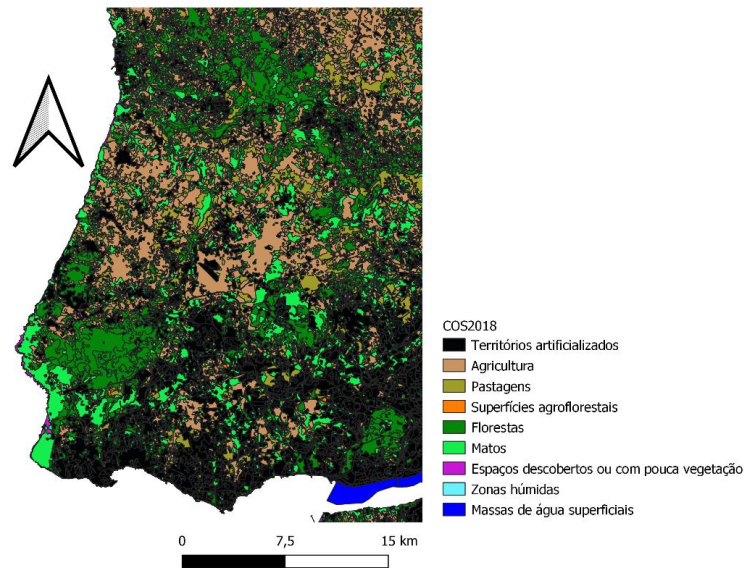 COS2018
Territórios artificializados
Agricultura
Pastagens
Superfícies agroflorestais
Florestas
Matos
Espaços descobertos ou com pouca vegetação
Zonas húmidas
Massas de água superficiais
0 7,5 15 km